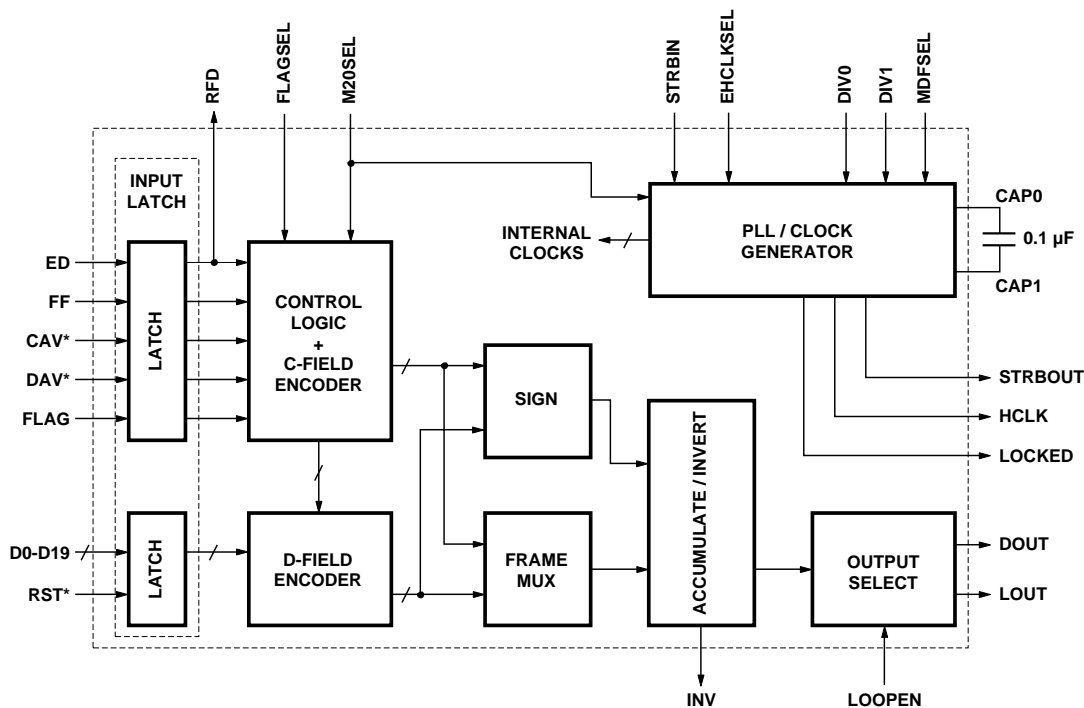 RFD
FLAGSEL
M20SEL
STRBIN
EHCLKSEL
DIV0
DIV1
MDFSEL
INPUT
LATCH
ED
FF
CAV*
DAV*
FLAG
LATCH
CONTROL
LOGIC
+
C-FIELD
ENCODER
INTERNAL
CLOCKS
PLL / CLOCK
GENERATOR
CAP0
0.1 µF
CAP1
STRBOUT
HCLK
LOCKED
SIGN
ACCUMULATE / INVERT
D0-D19
RST*
LATCH
D-FIELD
ENCODER
FRAME
MUX
OUTPUT
SELECT
DOUT
LOUT
INV
LOOPEN